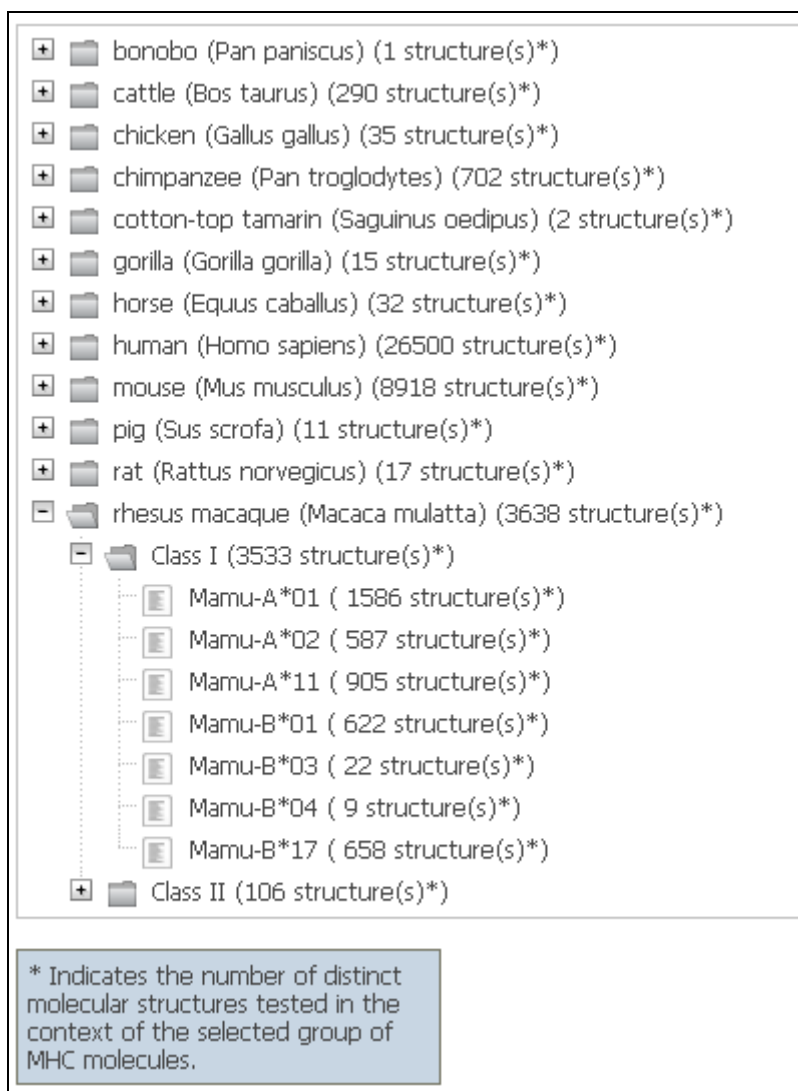 bonobo (Pan paniscus) (1 structure(s)*)
cattle (Bos taurus) (290 structure(s)*)
chicken (Gallus gallus) (35 structure(s)*)
chimpanzee (Pan troglodytes) (702 structure(s)*)
cotton-top tamarin (Saguinus oedipus) (2 structure(s)*)
gorilla (Gorilla gorilla) (15 structure(s)*)
horse (Equus caballus) (32 structure(s)*)
human (Homo sapiens) (26500 structure(s)*)
mouse (Mus musculus) (8918 structure(s)*)
pig (Sus scrofa) (11 structure(s)*)
rat (Rattus norvegicus) (17 structure(s)*)
rhesus macaque (Macaca mulatta) (3638 structure(s)*)
Class I (3533 structure(s)*)
Mamu-A*01 ( 1586 structure(s)*)
Mamu-A*02 ( 587 structure(s)*)
Mamu-A*11 ( 905 structure(s)*)
Mamu-B*01 ( 622 structure(s)*)
Mamu-B*03 ( 22 structure(s)*)
Mamu-B*04 ( 9 structure(s)*)
Mamu-B*17 ( 658 structure(s)*)
Class II (106 structure(s)*)
* Indicates the number of distinct
molecular structures tested in the
context of the selected group of
MHC molecules.